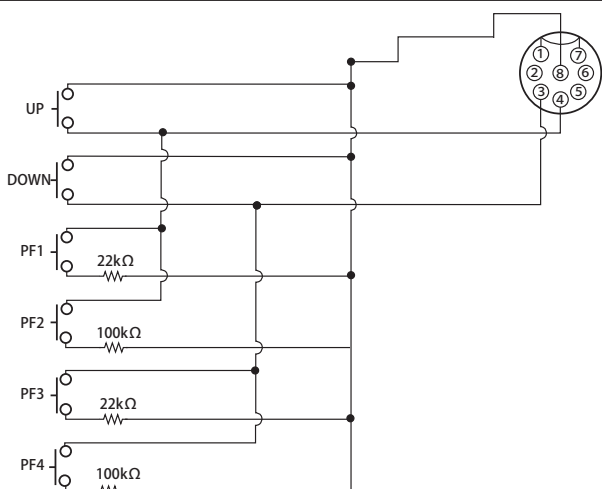 1 7
2 8 6
3 4 5
UP
DOWN
PF1
22kΩ
PF2
100kΩ
PF3
22kΩ
PF4
100kΩ